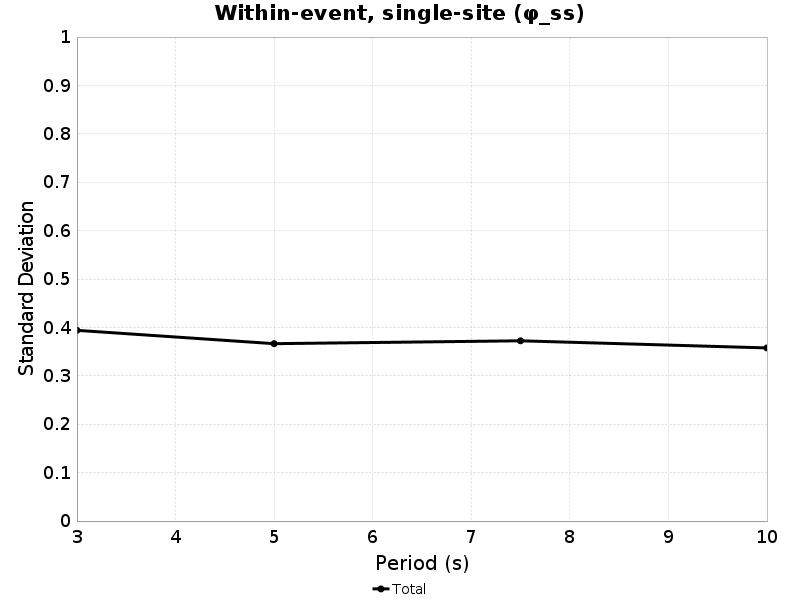 Within-event, single-site (φ_ss)
1
0.9
0.8
0.7
0.6
0.5
0.4
0.3
0.2
0.1
0
Standard Deviation
3 4 5 6 7 8 9 10
Period (s)
Total